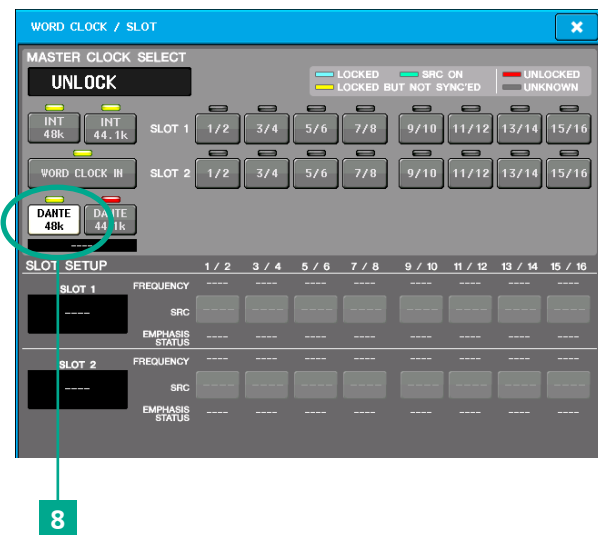 WORD CLOCK / SLOT
MASTER CLOCK SELECT
UNLOCK
LOCKED SRC ON UNLOCKED
LOCKED BUT NOT SYNC'ED UNKNOWN
INT 48k INT 44.1k SLOT 1 1/2 3/4 5/6 7/8 9/10 11/12 13/14 15/16
WORD CLOCK IN SLOT 2 1/2 3/4 5/6 7/8 9/10 11/12 13/14 15/16
DANTE 48k DANTE 44.1k
----
SLOT SETUP 1 / 2 3 / 4 5 / 6 7 / 8 9 / 10 11 / 12 13 / 14 15 / 16
SLOT 1 FREQUENCY ---- ---- ---- ---- ---- ---- ---- ----
---- SRC ---- ---- ---- ---- ---- ---- ---- ----
EMPHASIS STATUS ---- ---- ---- ---- ---- ---- ---- ----
SLOT 2 FREQUENCY ---- ---- ---- ---- ---- ---- ---- ----
---- SRC ---- ---- ---- ---- ---- ---- ---- ----
EMPHASIS STATUS ---- ---- ---- ---- ---- ---- ---- ----
8